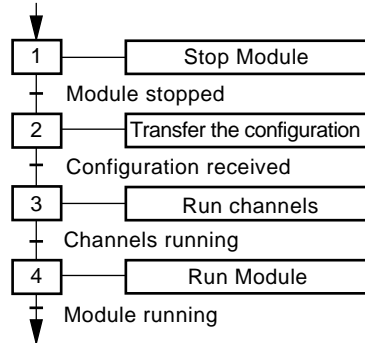 1 Stop Module
Module stopped
2 Transfer the configuration
Configuration received
3 Run channels
Channels running
4 Run Module
Module running